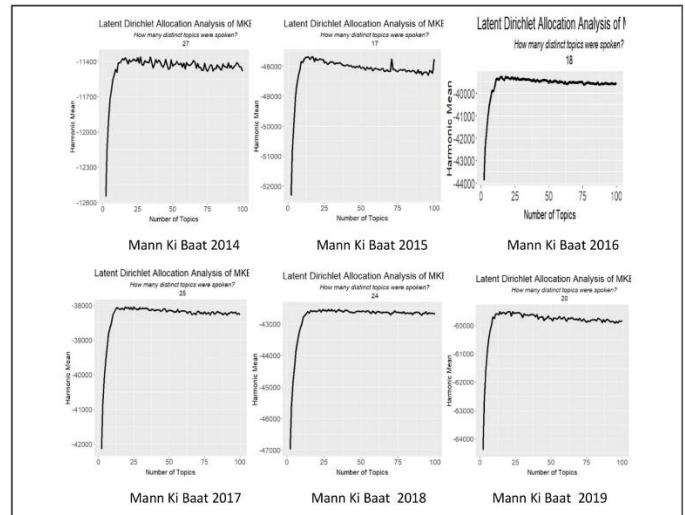 Latent Dirichlet Allocation Analysis of MKB
How many distinct topics were spoken?
27
Harmonic Mean
-11400
-11700
-12000
-12300
-12600
0
25
50
75
100
Number of Topics
Mann Ki Baat 2014
Latent Dirichlet Allocation Analysis of MKB
How many distinct topics were spoken?
17
Harmonic Mean
-48000
-49000
-50000
-51000
-52000
0
25
50
75
100
Number of Topics
Mann Ki Baat 2015
Latent Dirichlet Allocation Analysis of M
How many distinct topics were spoken?
18
Harmonic Mean
-40000
-41000
-42000
-43000
-44000
0
25
50
75
100
Number of Topics
Mann Ki Baat 2016
Latent Dirichlet Allocation Analysis of MKB
How many distinct topics were spoken?
25
Harmonic Mean
-38000
-39000
-40000
-41000
-42000
0
25
50
75
100
Number of Topics
Mann Ki Baat 2017
Latent Dirichlet Allocation Analysis of MKB
How many distinct topics were spoken?
24
Harmonic Mean
-43000
-44000
-45000
-46000
-47000
0
25
50
75
100
Number of Topics
Mann Ki Baat 2018
Latent Dirichlet Allocation Analysis of MKB
How many distinct topics were spoken?
20
Harmonic Mean
-60000
-61000
-62000
-63000
-64000
0
25
50
75
100
Number of Topics
Mann Ki Baat 2019